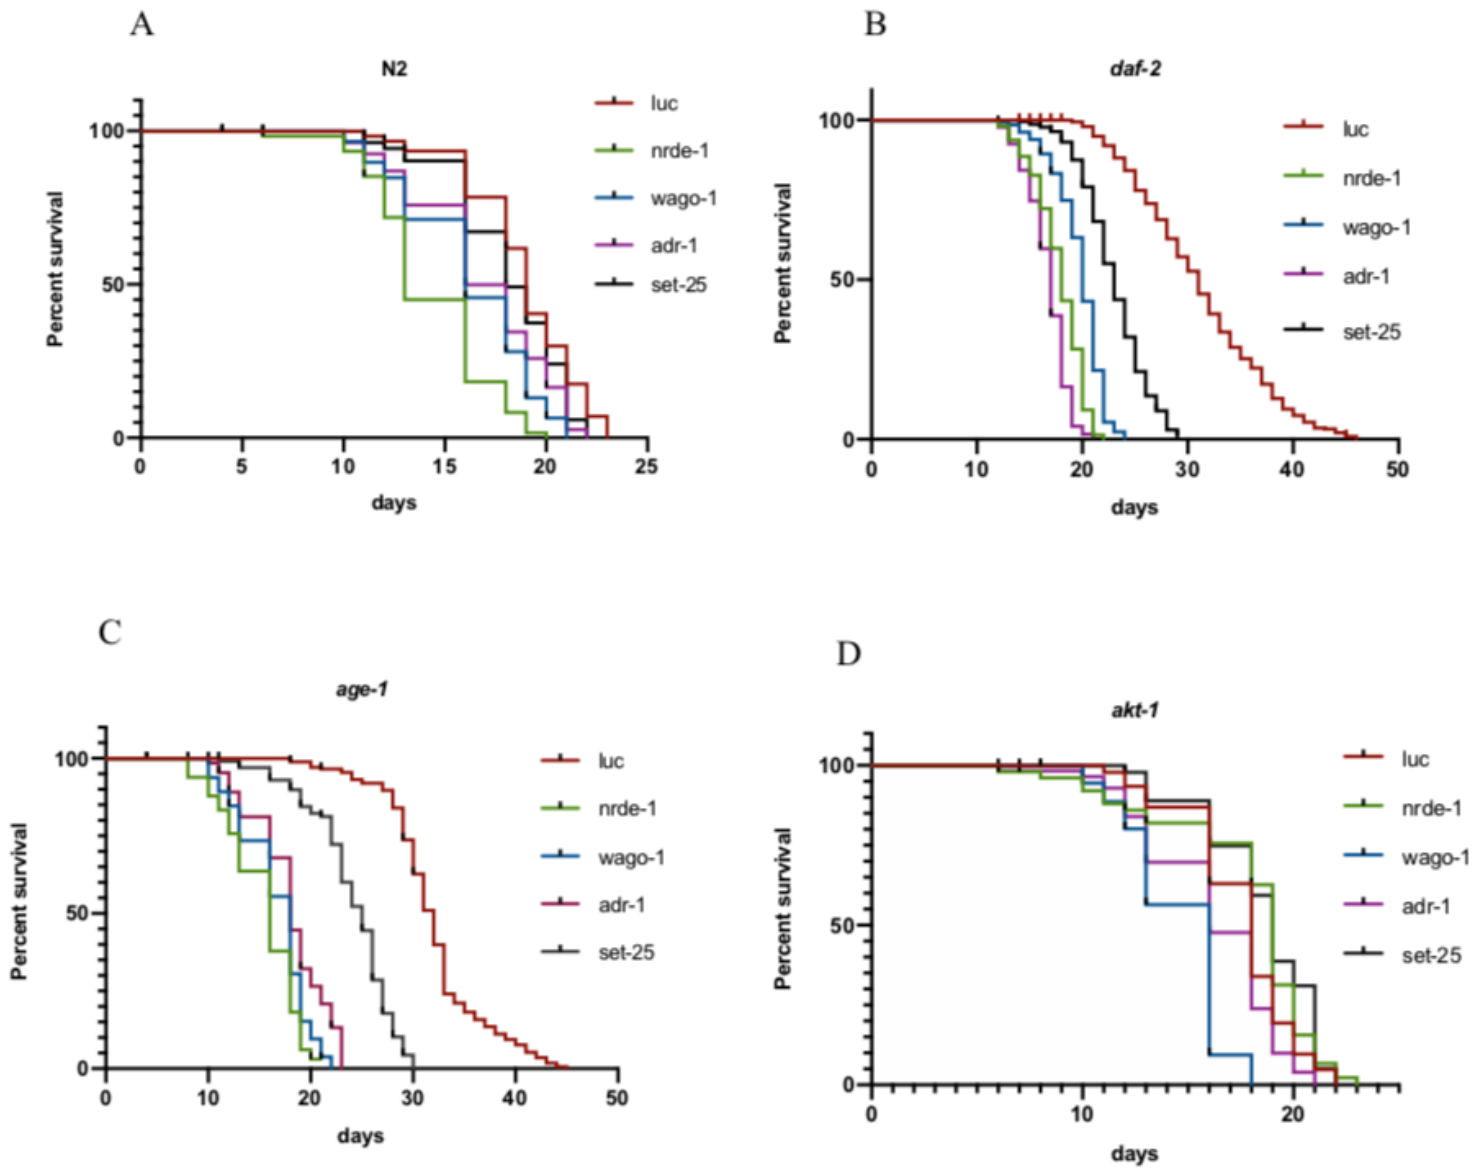 A
N2
Percent survival
100
50
0
0 5 10 15 20 25
days
luc
nrde-1
wago-1
adr-1
set-25
B
daf-2
Percent survival
100
50
0
0 10 20 30 40 50
days
luc
nrde-1
wago-1
adr-1
set-25
C
age-1
Percent survival
100
50
0
0 10 20 30 40 50
days
luc
nrde-1
wago-1
adr-1
set-25
D
akt-1
Percent survival
100
50
0
0 10 20
days
luc
nrde-1
wago-1
adr-1
set-25